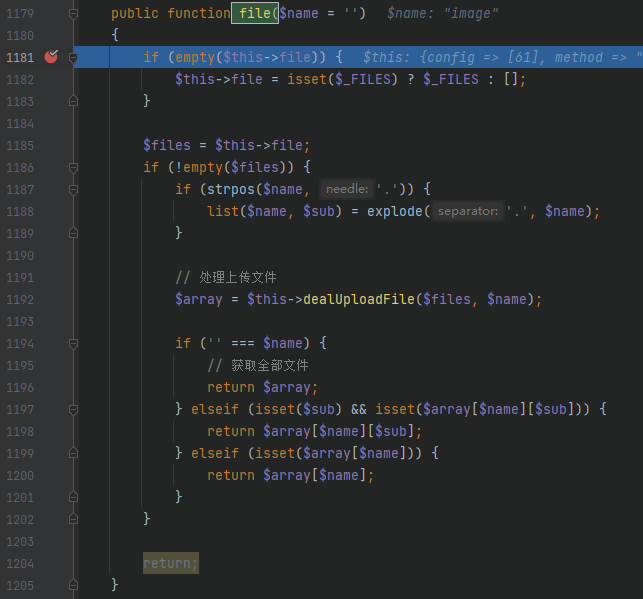 1179 public function file($name = '') $name: "image"
1180 {
1181 if (empty($this->file)) { $this: {config => [61], method => "
1182 $this->file = isset($_FILES) ? $_FILES : [];
1183 }
1184
1185 $files = $this->file;
1186 if (!empty($files)) {
1187 if (strpos($name, needle: '.')) {
1188 list($name, $sub) = explode( separator: '.', $name);
1189 }
1190
1191 // 处理上传文件
1192 $array = $this->dealUploadFile($files, $name);
1193
1194 if ('' === $name) {
1195 // 获取全部文件
1196 return $array;
1197 } elseif (isset($sub) && isset($array[$name][$sub])) {
1198 return $array[$name][$sub];
1199 } elseif (isset($array[$name])) {
1200 return $array[$name];
1201 }
1202 }
1203
1204 return;
1205 }